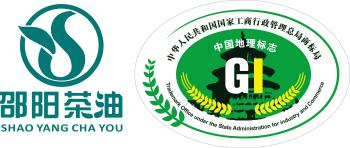 邵阳茶油
SHAO YANG CHA YOU
中华人民共和国国家工商行政管理总局商标局
中国地理标志
GI
Trademark Office under the State Administration for Industry and Commerce